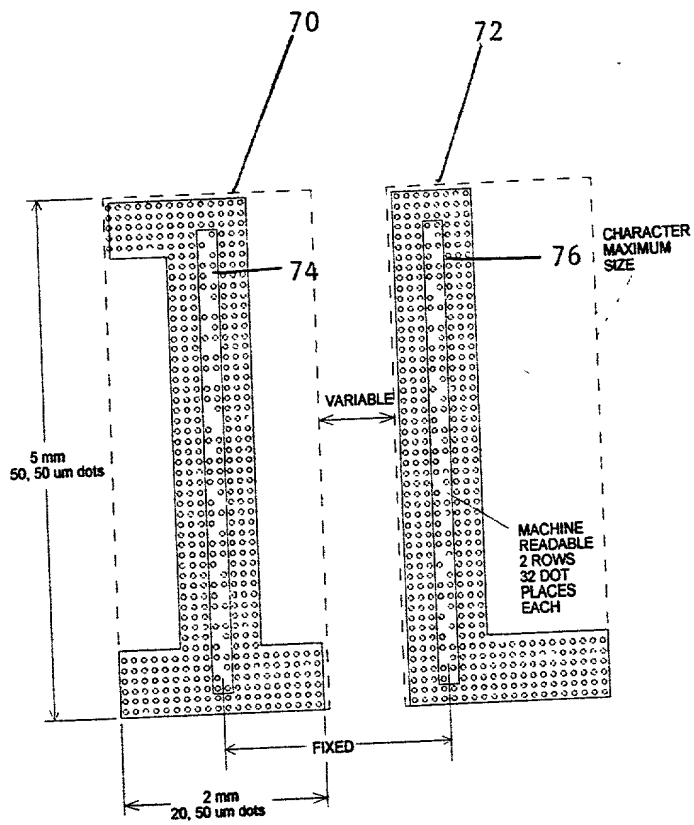 70
72
74
76
CHARACTER
MAXIMUM
SIZE
VARIABLE
5 mm
50, 50 um dots
MACHINE
READABLE
2 ROWS
32 DOT
PLACES
EACH
FIXED
2 mm
20, 50 um dots